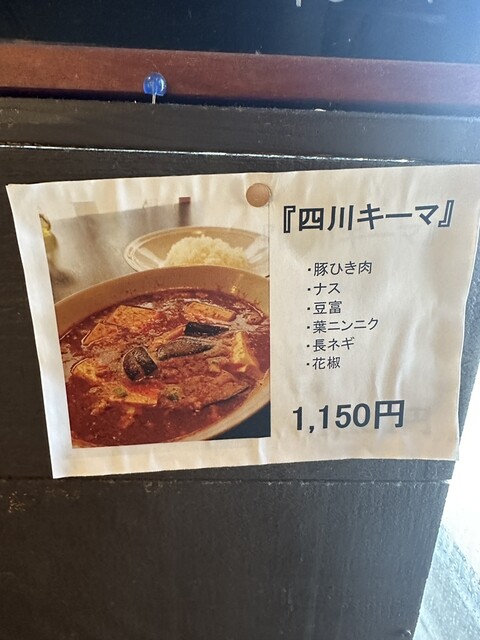 『四川キーマ』
・豚ひき肉
・ナス
・豆富
・葉ニンニク
・長ネギ
・花椒
1,150円